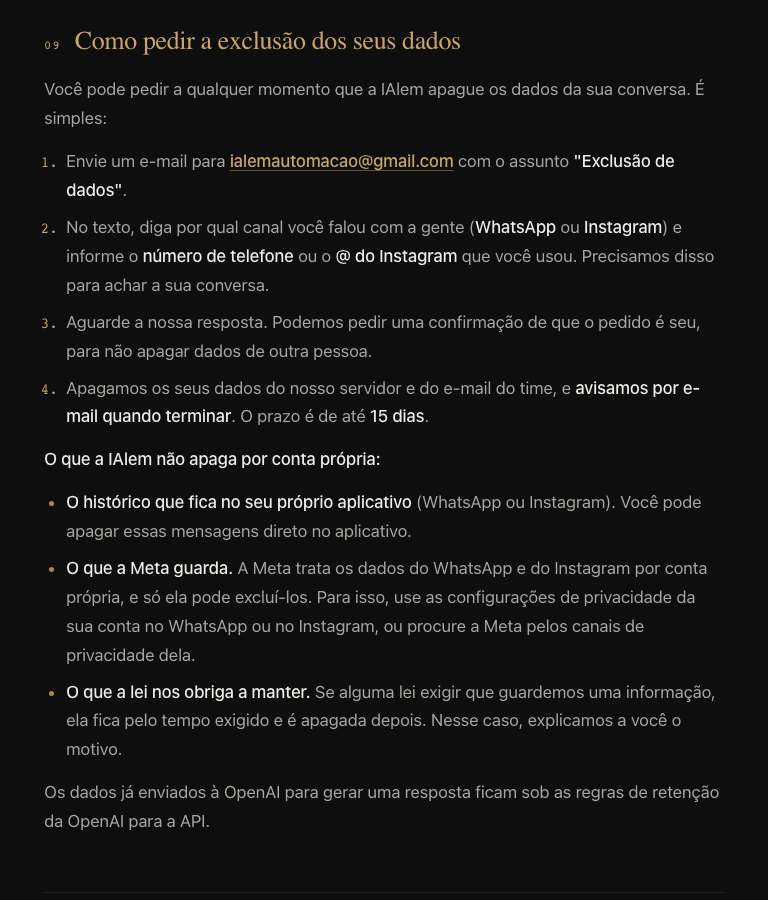 09 Como pedir a exclusão dos seus dados
Você pode pedir a qualquer momento que a IAlem apague os dados da sua conversa. É
simples:
1. Envie um e-mail para ialemautomacao@gmail.com com o assunto "Exclusão de
dados".
2. No texto, diga por qual canal você falou com a gente (WhatsApp ou Instagram) e
informe o número de telefone ou o @ do Instagram que você usou. Precisamos disso
para achar a sua conversa.
3. Aguarde a nossa resposta. Podemos pedir uma confirmação de que o pedido é seu,
para não apagar dados de outra pessoa.
4. Apagamos os seus dados do nosso servidor e do e-mail do time, e avisamos por e-
mail quando terminar. O prazo é de até 15 dias.
O que a IAlem não apaga por conta própria:
• O histórico que fica no seu próprio aplicativo (WhatsApp ou Instagram). Você pode
apagar essas mensagens direto no aplicativo.
• O que a Meta guarda. A Meta trata os dados do WhatsApp e do Instagram por conta
própria, e só ela pode excluí-los. Para isso, use as configurações de privacidade da
sua conta no WhatsApp ou no Instagram, ou procure a Meta pelos canais de
privacidade dela.
• O que a lei nos obriga a manter. Se alguma lei exigir que guardemos uma informação,
ela fica pelo tempo exigido e é apagada depois. Nesse caso, explicamos a você o
motivo.
Os dados já enviados à OpenAI para gerar uma resposta ficam sob as regras de retenção
da OpenAI para a API.